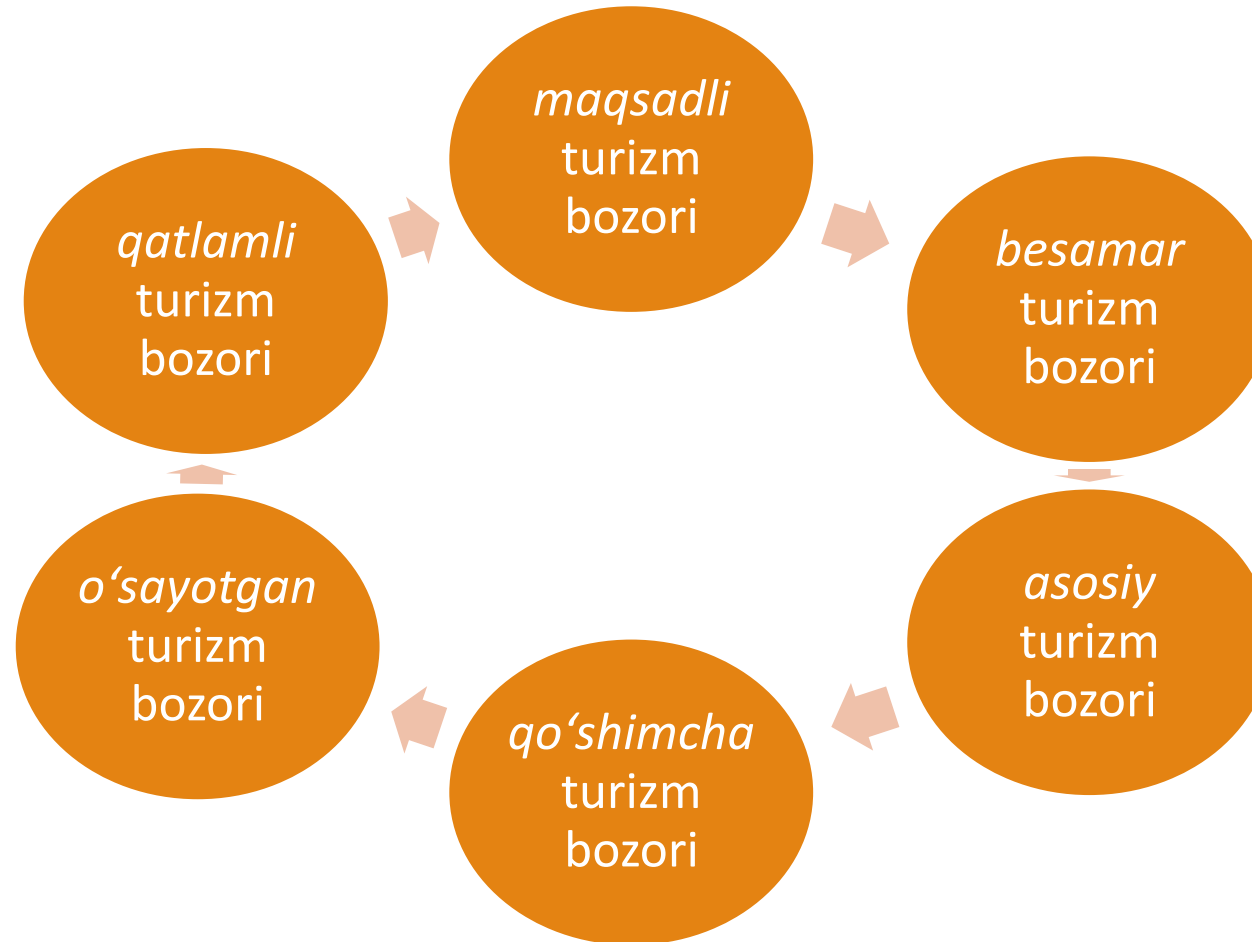 maqsadli
turizm
bozori
besamar
turizm
bozori
asosiy
turizm
bozori
qo‘shimcha
turizm
bozori
o‘sayotgan
turizm
bozori
qatlamli
turizm
bozori